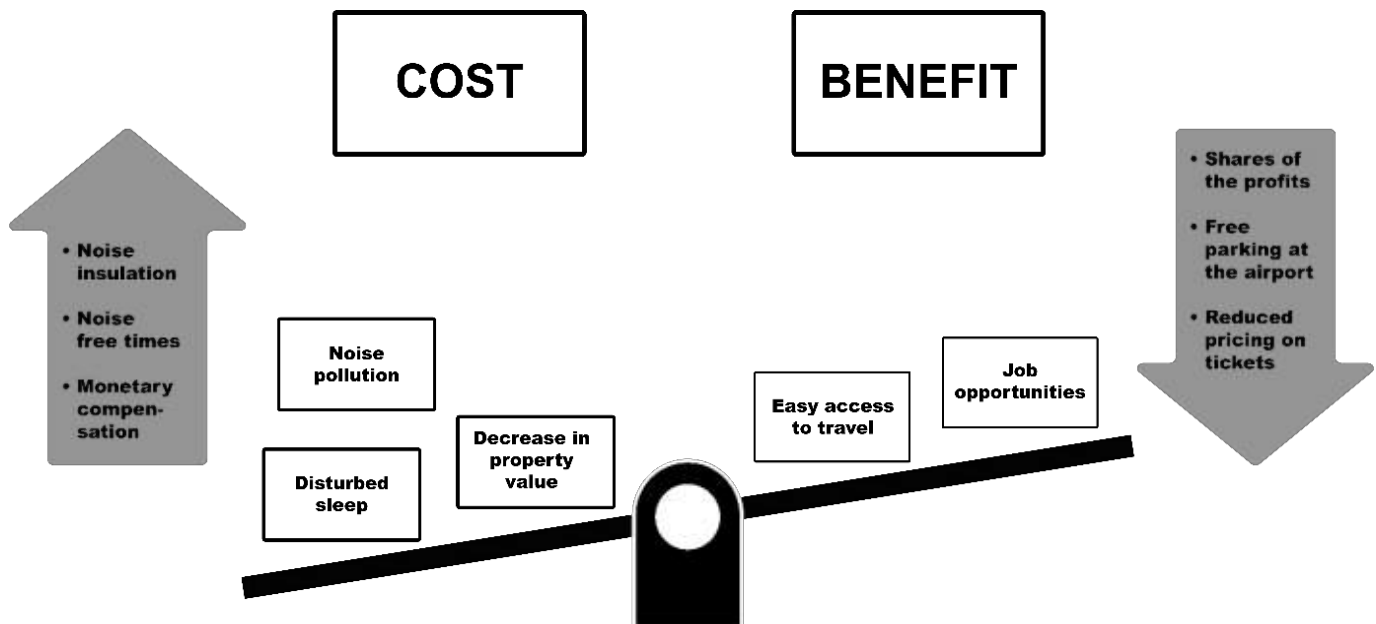 COST
BENEFIT
• Noise
insulation
• Noise
free times
• Monetary
compen-
sation
Noise
pollution
Disturbed
sleep
Decrease in
property
value
Easy access
to travel
Job
opportunities
• Shares of
the profits
• Free
parking at
the airport
• Reduced
pricing on
tickets